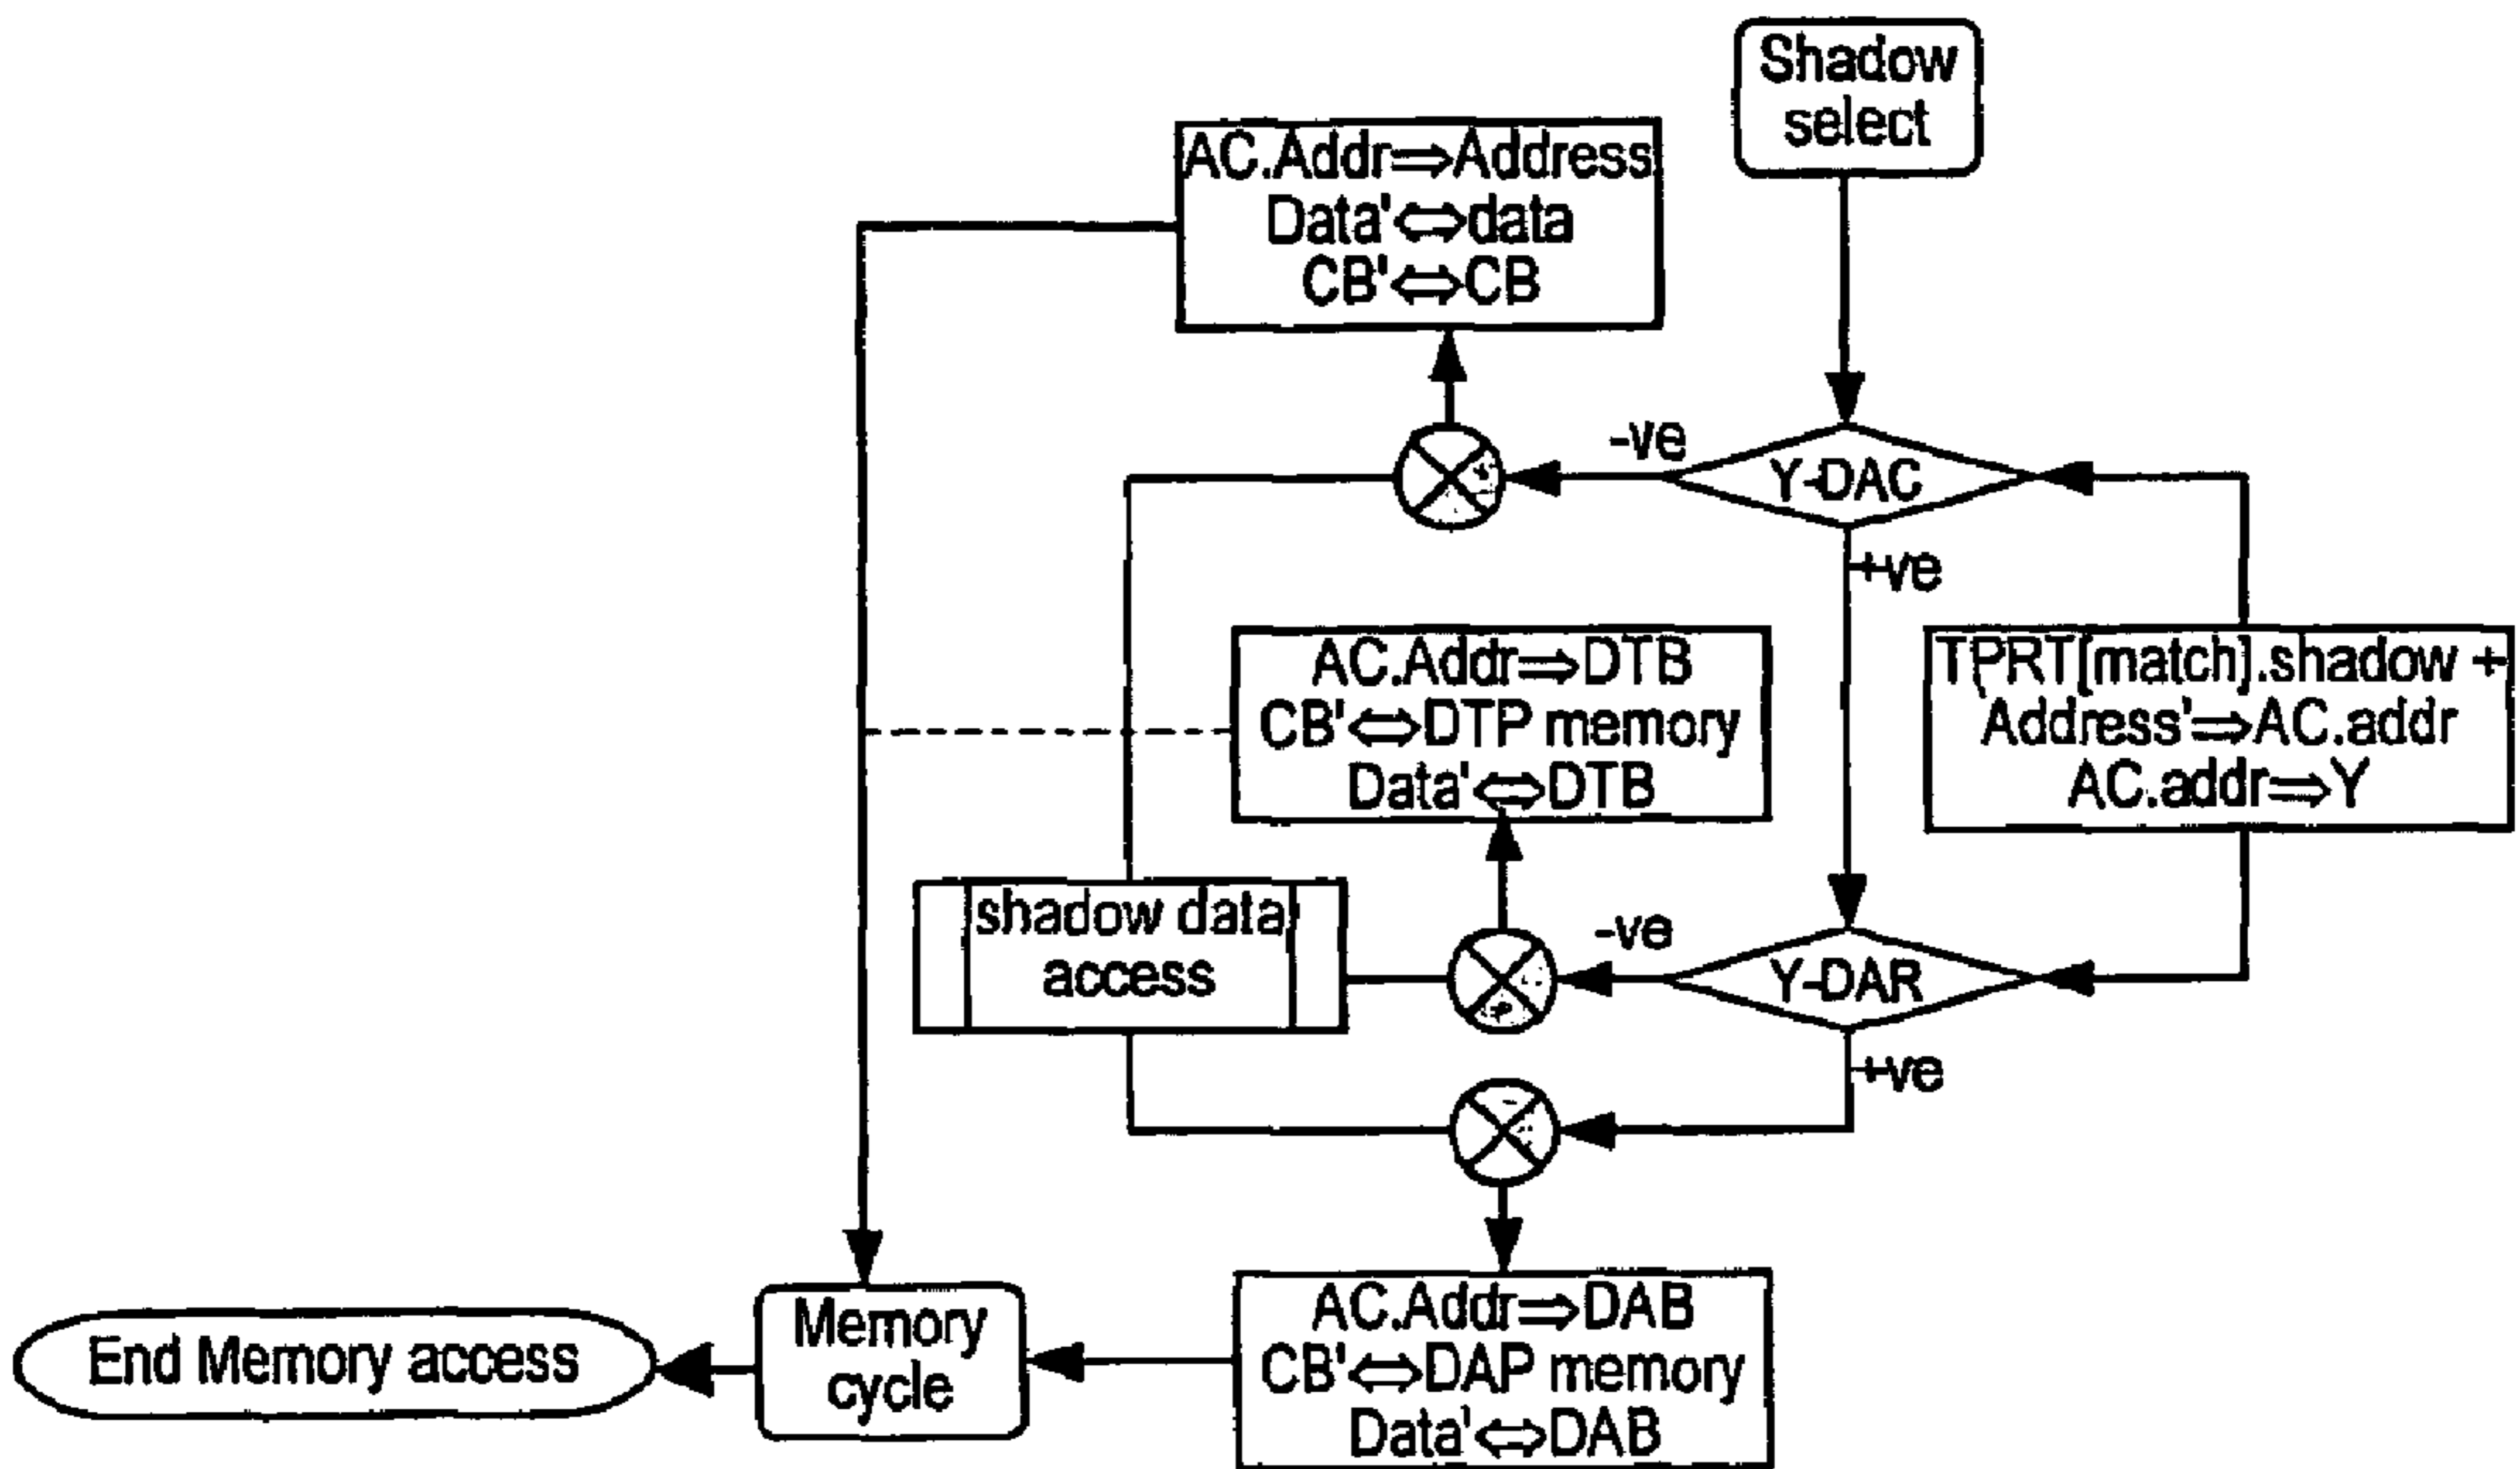 Shadow
select
AC.Addr⇒Address
Data'⇔data
CB'⇔CB
-ve
Y-DAC
+ve
AC.Addr⇒DTB
CB'⇔DTP memory
Data'⇔DTB
TPRT[match].shadow +
Address'⇒AC.addr
AC.addr⇒Y
shadow data
access
-ve
Y-DAR
+ve
End Memory access
Memory
cycle
AC.Addr⇒DAB
CB'⇔DAP memory
Data'⇔DAB